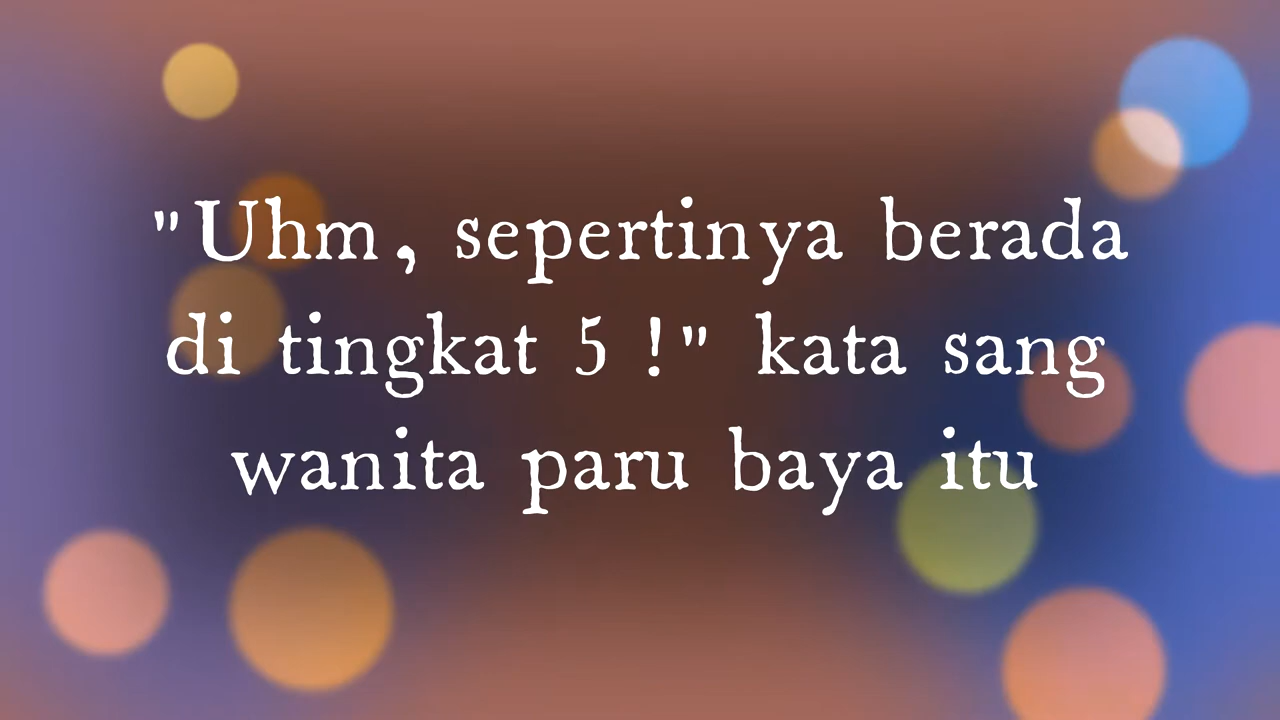 "Uhm, sepertinya berada
di tingkat 5 !" kata sang
wanita paru baya itu